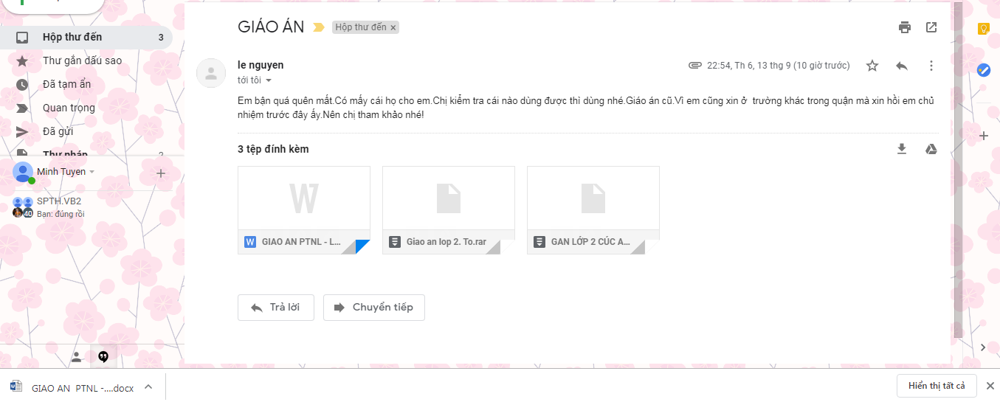 GIÁO ÁN
Hộp thư đến ×
Hộp thư đến 3
Thư gắn dấu sao
Đã tạm ẩn
Quan trọng
Đã gửi
Thư nháp 2
Minh Tuyen
SPTH.VB2
40
Bạn: đúng rồi
le nguyen
22:54, Th 6, 13 thg 9 (10 giờ trước)
tới tôi
Em bận quá quên mất.Có mấy cái họ cho em.Chị kiểm tra cái nào dùng được thì dùng nhé.Giáo án cũ.Vì em cũng xin ở trường khác trong quận mà xin hồi em chủ
nhiệm trước đây ấy.Nên chị tham khảo nhé!
3 tệp đính kèm
W
GIAO AN PTNL - L...
Giao an lop 2. To.rar
GAN LỚP 2 CÚC A...
Trả lời
Chuyển tiếp
GIAO AN PTNL -....docx
Hiển thị tất cả